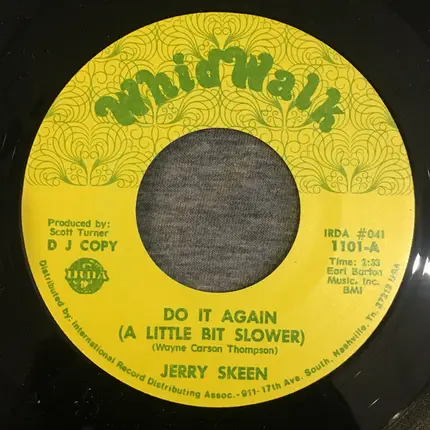 WhidWalk
Produced by:
Scott Turner
D J COPY
IRDA
IRDA #041
1101-A
Time: 2:33
Earl Barton
Music, Inc.
BMI
DO IT AGAIN
(A LITTLE BIT SLOWER)
(Wayne Carson Thompson)
JERRY SKEEN
Distributed by: International Record Distributing Assoc.-911-17th Ave. South, Nashville, Tn. 37212 USA